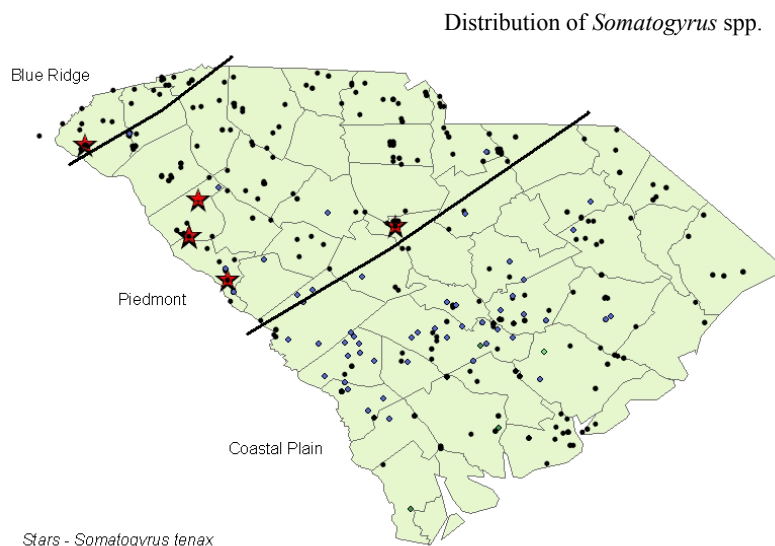 Distribution of Somatogyrus spp.
Blue Ridge
Piedmont
Coastal Plain
Stars - Somatogyrus tenax